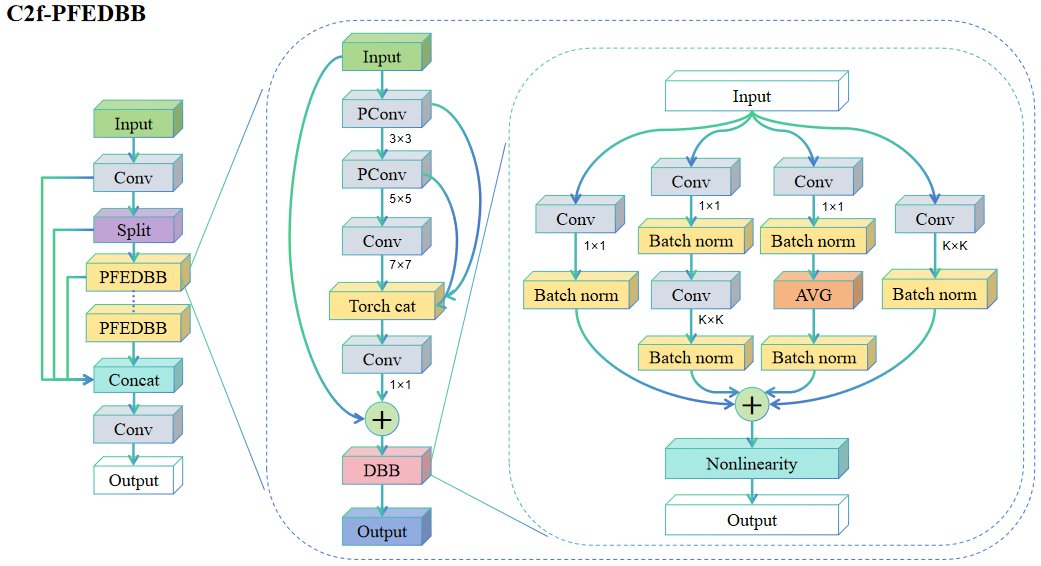 C2f-PFEDBB
Input
Conv
Split
PFEDBB
PFEDBB
Concat
Conv
Output
Input
PConv
3×3
PConv
5×5
Conv
7×7
Torch cat
Conv
1×1
+
DBB
Output
Input
Conv
1×1
Batch norm
Conv
1×1
Batch norm
Conv
K×K
Batch norm
Conv
1×1
Batch norm
AVG
Batch norm
Conv
K×K
Batch norm
+
Nonlinearity
Output